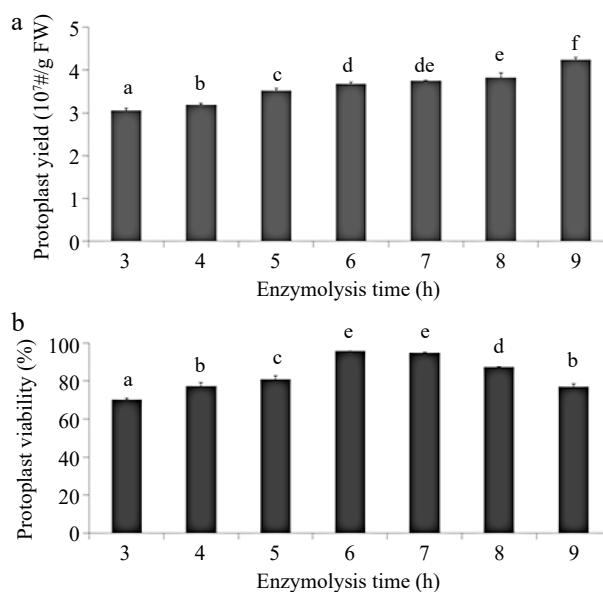 a
Protoplast yield (10⁷#/g FW)
5
4
3
2
1
0
a b c d de e f
3 4 5 6 7 8 9
Enzymolysis time (h)
b
Protoplast viability (%)
100
80
60
40
20
0
a b c e e d b
3 4 5 6 7 8 9
Enzymolysis time (h)